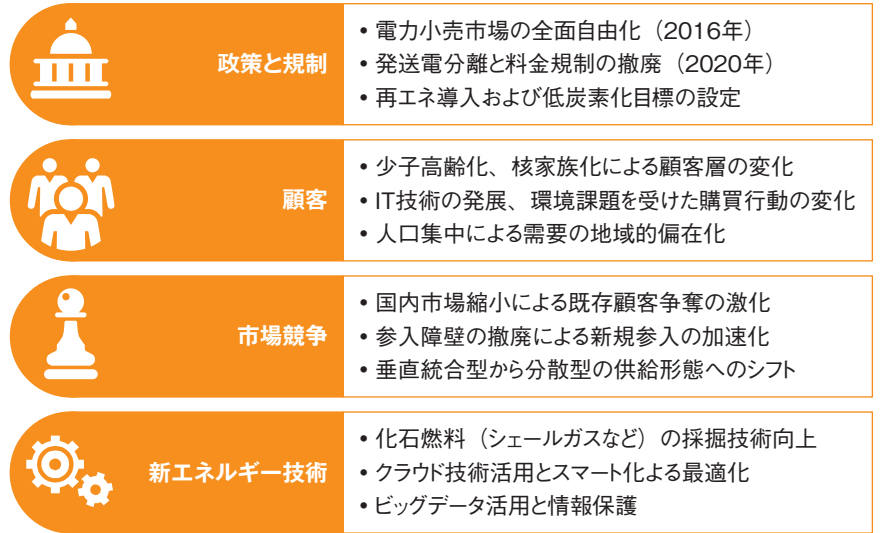 政策と規制
• 電力小売市場の全面自由化（2016年）
• 発送電分離と料金規制の撤廃（2020年）
• 再エネ導入および低炭素化目標の設定
顧客
• 少子高齢化、核家族化による顧客層の変化
• IT技術の発展、環境課題を受けた購買行動の変化
• 人口集中による需要の地域的偏在化
市場競争
• 国内市場縮小による既存顧客争奪の激化
• 参入障壁の撤廃による新規参入の加速化
• 垂直統合型から分散型の供給形態へのシフト
新エネルギー技術
• 化石燃料（シェールガスなど）の採掘技術向上
• クラウド技術活用とスマート化よる最適化
• ビッグデータ活用と情報保護